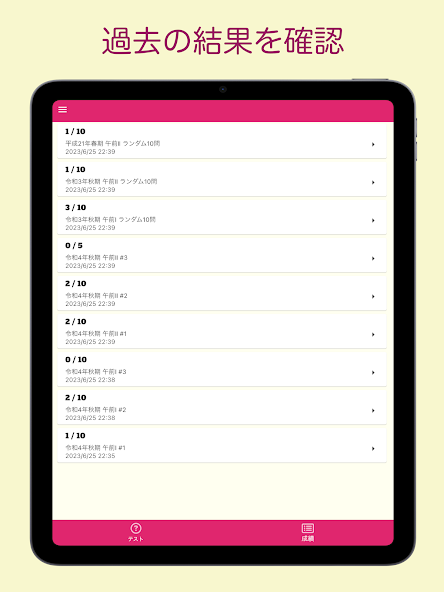 過去の結果を確認
1 / 10
平成21年春期 午前II ランダム10問
2023/6/25 22:39
1 / 10
令和3年秋期 午前II ランダム10問
2023/6/25 22:39
3 / 10
令和3年秋期 午前I ランダム10問
2023/6/25 22:39
0 / 5
令和4年秋期 午前II #3
2023/6/25 22:39
2 / 10
令和4年秋期 午前II #2
2023/6/25 22:39
2 / 10
令和4年秋期 午前II #1
2023/6/25 22:39
0 / 10
令和4年秋期 午前I #3
2023/6/25 22:38
2 / 10
令和4年秋期 午前I #2
2023/6/25 22:38
1 / 10
令和4年秋期 午前I #1
2023/6/25 22:35
テスト
成績